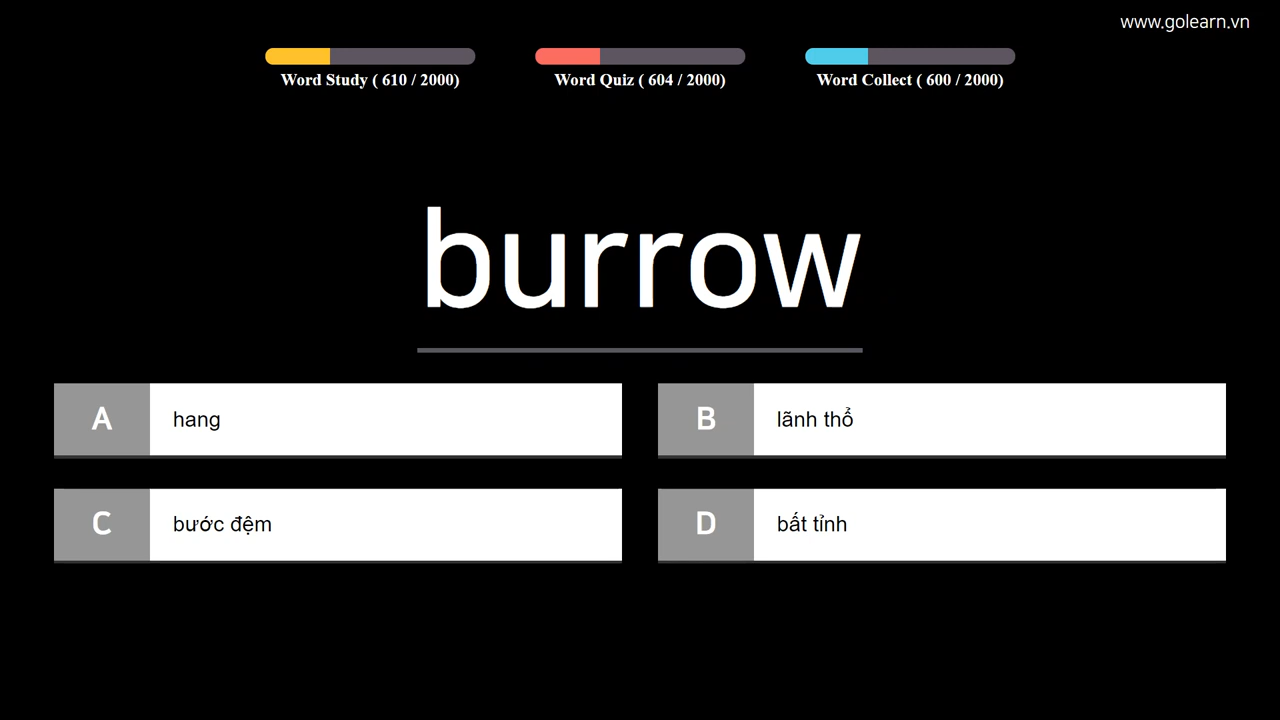 www.golearn.vn
Word Study ( 610 / 2000)
Word Quiz ( 604 / 2000)
Word Collect ( 600 / 2000)
burrow
A hang
B lãnh thổ
C bước đệm
D bất tỉnh